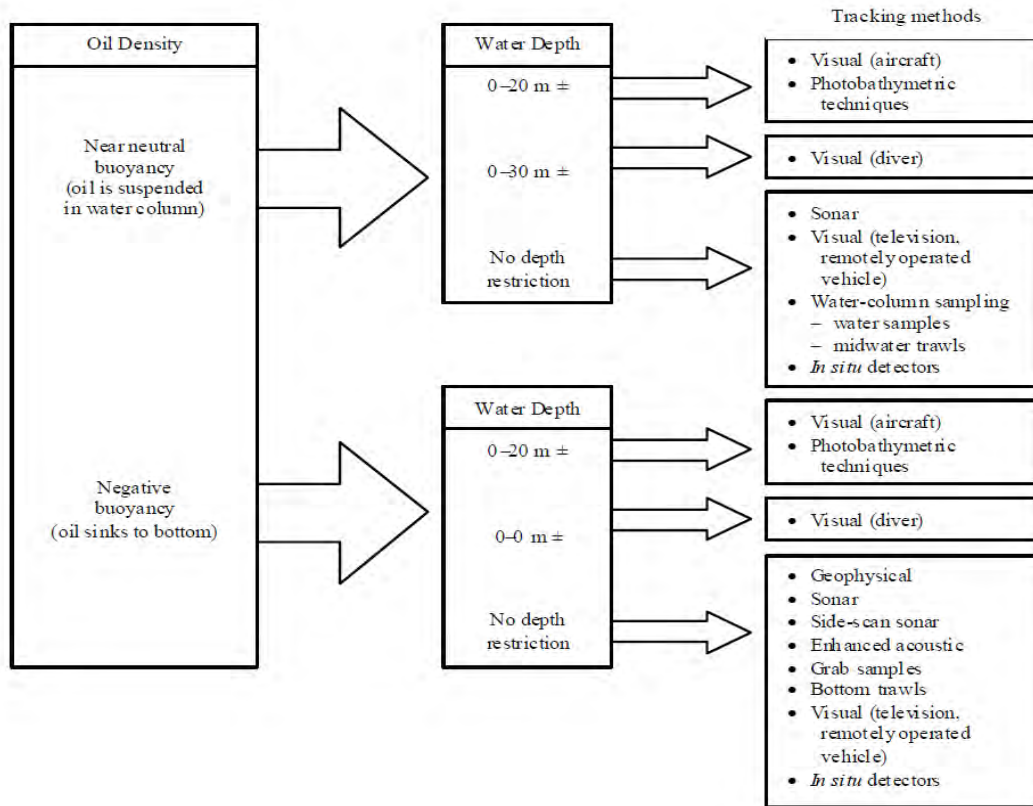 Tracking methods
Oil Density
Near neutral
buoyancy
(oil is suspended
in water column)
Negative
buoyancy
(oil sinks to bottom)
Water Depth
0–20 m ±
0–30 m ±
No depth
restriction
• Visual (aircraft)
• Photobathymetric
techniques
• Visual (diver)
• Sonar
• Visual (television,
remotely operated
vehicle)
• Water-column sampling
– water samples
– midwater trawls
• In situ detectors
Water Depth
0–20 m ±
0–0 m ±
No depth
restriction
• Visual (aircraft)
• Photobathymetric
techniques
• Visual (diver)
• Geophysical
• Sonar
• Side-scan sonar
• Enhanced acoustic
• Grab samples
• Bottom trawls
• Visual (television,
remotely operated
vehicle)
• In situ detectors